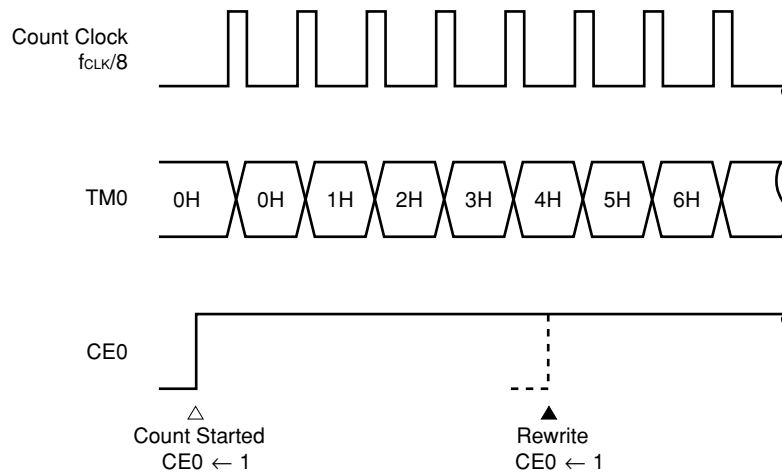 Count Clock
fCLK/8
TM0
0H 0H 1H 2H 3H 4H 5H 6H
CE0
△ ▲
Count Started Rewrite
CE0 ← 1 CE0 ← 1